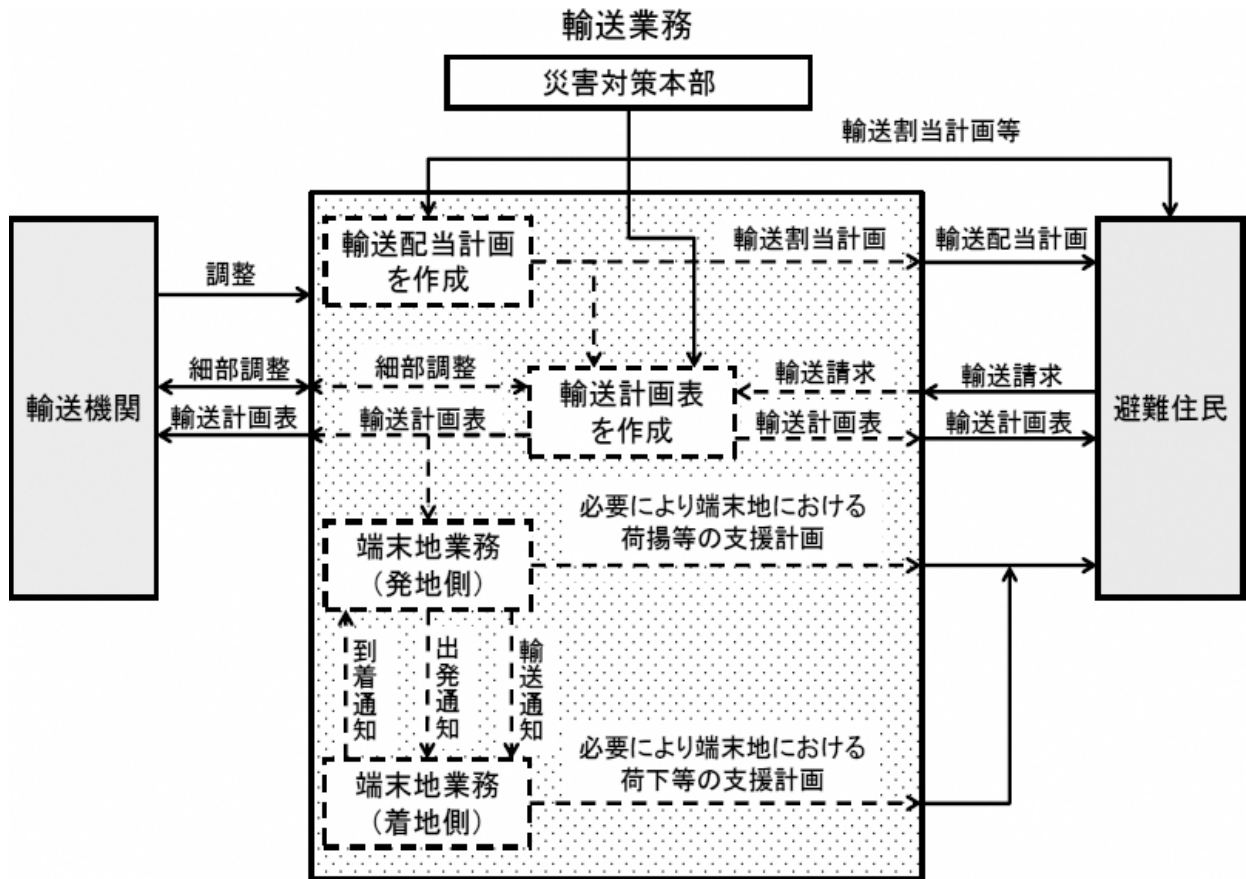 輸送業務
災害対策本部
輸送割当計画等
輸送配当計画
を作成
輸送割当計画
輸送配当計画
調整
輸送機関
細部調整
細部調整
輸送計画表
を作成
輸送請求
輸送請求
避難住民
輸送計画表
輸送計画表
輸送計画表
輸送計画表
必要により端末地における
荷揚等の支援計画
端末地業務
(発地側)
到着通知
出発通知
輸送通知
必要により端末地における
荷下等の支援計画
端末地業務
(着地側)